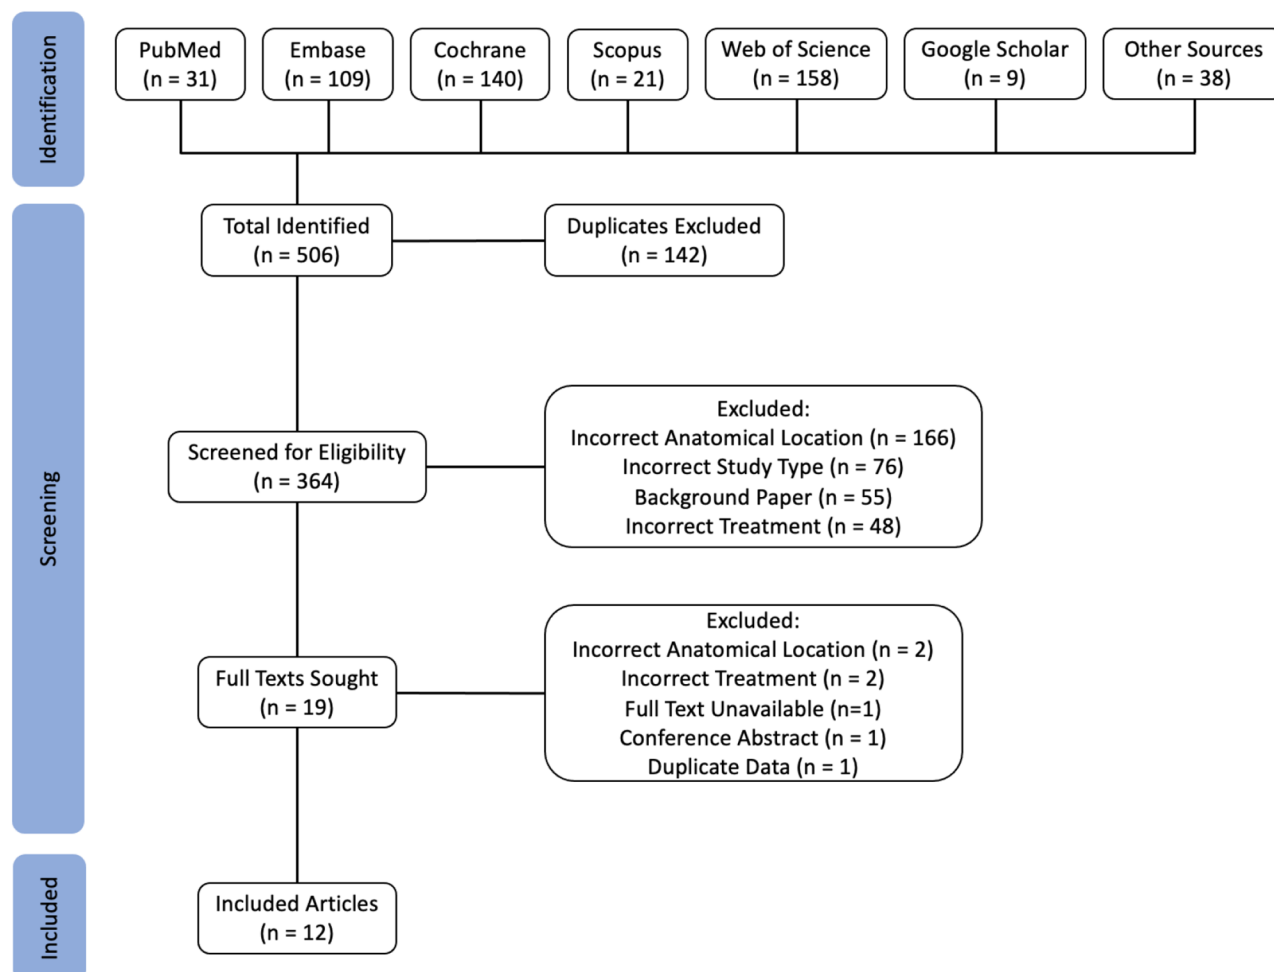 Identification
PubMed
(n = 31)
Embase
(n = 109)
Cochrane
(n = 140)
Scopus
(n = 21)
Web of Science
(n = 158)
Google Scholar
(n = 9)
Other Sources
(n = 38)
Screening
Total Identified
(n = 506)
Duplicates Excluded
(n = 142)
Screened for Eligibility
(n = 364)
Excluded:
Incorrect Anatomical Location (n = 166)
Incorrect Study Type (n = 76)
Background Paper (n = 55)
Incorrect Treatment (n = 48)
Full Texts Sought
(n = 19)
Excluded:
Incorrect Anatomical Location (n = 2)
Incorrect Treatment (n = 2)
Full Text Unavailable (n=1)
Conference Abstract (n = 1)
Duplicate Data (n = 1)
Included
Included Articles
(n = 12)